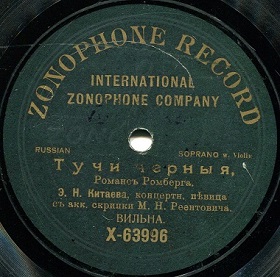 ZONOPHONE RECORD
INTERNATIONAL
ZONOPHONE COMPANY
RUSSIAN
SOPRANO w. Violin
Тучи черныя,
Романсъ Ромберга.
Э. Н. Китаева, концертн. пѣвица
съ акк. скрипки М. Н. Реентовича.
ВИЛЬНА.
X-63996